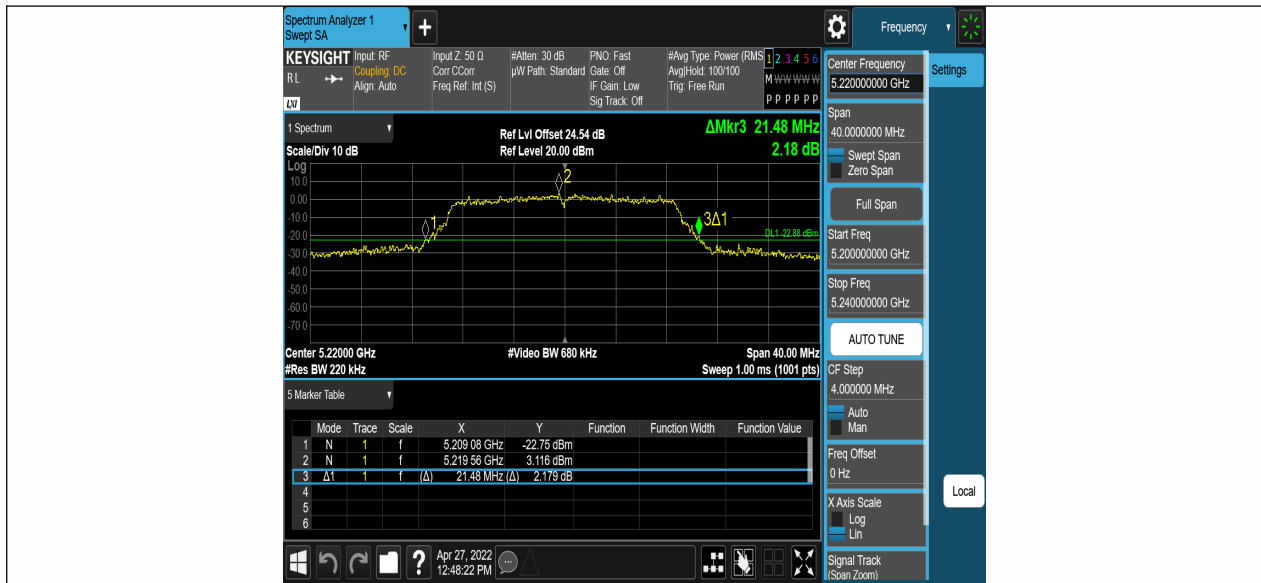 Spectrum Analyzer 1
Swept SA
+
Frequency
KEYSIGHT
RL
LXI
Input: RF
Coupling: DC
Align: Auto
Input Z: 50 Ω
Corr CCorr
Freq Ref: Int (S)
#Atten: 30 dB
µW Path: Standard
PNO: Fast
Gate: Off
IF Gain: Low
Sig Track: Off
#Avg Type: Power (RMS
Avg|Hold: 100/100
Trig: Free Run
1 2 3 4 5 6
M W W W W W
P P P P P P
Center Frequency
5.220000000 GHz
Settings
Span
40.0000000 MHz
Swept Span
Zero Span
Full Span
Start Freq
5.200000000 GHz
Stop Freq
5.240000000 GHz
AUTO TUNE
CF Step
4.000000 MHz
Auto
Man
Freq Offset
0 Hz
X Axis Scale
Log
Lin
Signal Track
(Span Zoom)
Local
1 Spectrum
Scale/Div 10 dB
Ref Lvl Offset 24.54 dB
Ref Level 20.00 dBm
ΔMkr3 21.48 MHz
2.18 dB
Log
10.0
0.00
-10.0
-20.0
-30.0
-40.0
-50.0
-60.0
-70.0
1
2
3Δ1
DL1 -22.88 dBm
Center 5.22000 GHz
#Video BW 680 kHz
Span 40.00 MHz
#Res BW 220 kHz
Sweep 1.00 ms (1001 pts)
5 Marker Table
Mode Trace Scale X Y Function Function Width Function Value
1 N 1 f 5.209 08 GHz -22.75 dBm
2 N 1 f 5.219 56 GHz 3.116 dBm
3 Δ1 1 f (Δ) 21.48 MHz (Δ) 2.179 dB
4
5
6
?
Apr 27, 2022
12:48:22 PM